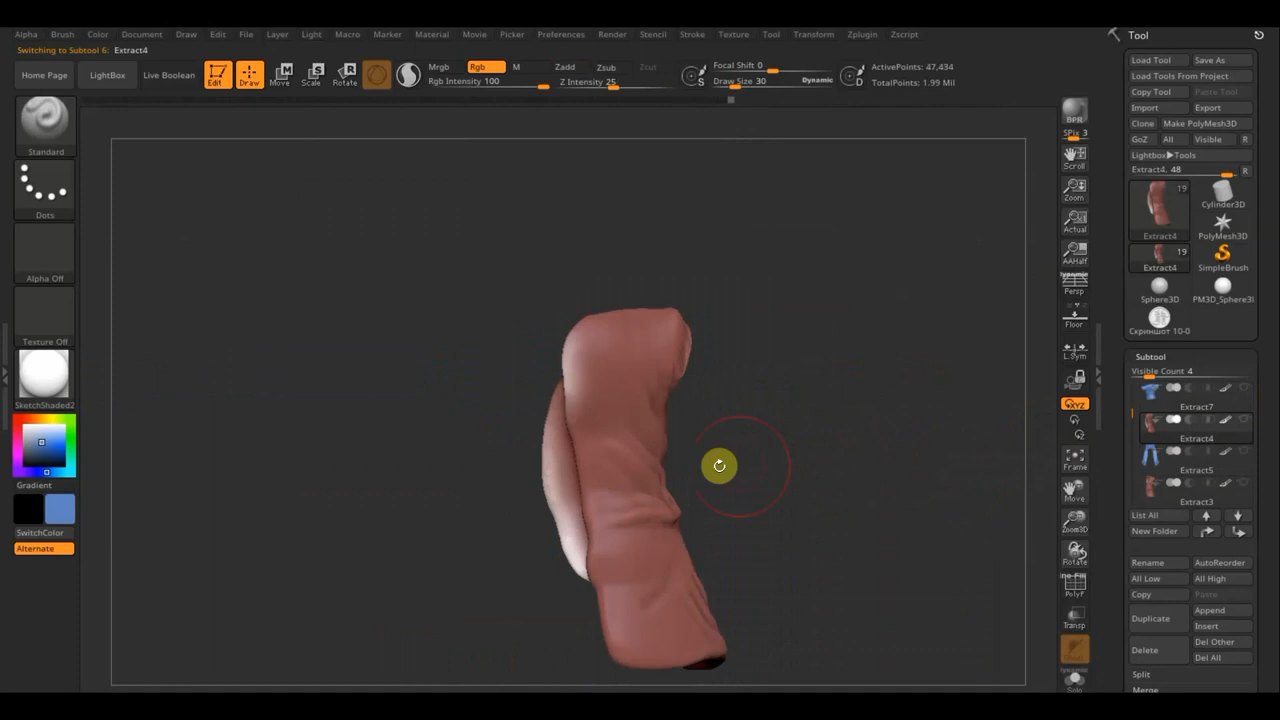 Alpha Brush Color Document Draw Edit File Layer Light Macro Marker Material Movie Picker Preferences Render Stencil Stroke Texture Tool Transform Zplugin Zscript
Switching to Subtool 6: Extract4
Home Page
LightBox
Live Boolean
Edit
Draw
Move
Scale
Rotate
Mrgb Rgb M
Rgb Intensity 100
Zadd Zsub Zcut
Z Intensity 25
S
Focal Shift 0
Draw Size 30
Dynamic
D
ActivePoints: 47,434
TotalPoints: 1.99 Mil
Standard
Dots
Alpha Off
Texture Off
SketchShaded2
Gradient
SwitchColor
Alternate
BPR
SPix 3
Scroll
Zoom
Actual
AAHalf
Dynamic
Persp
Floor
L.Sym
XYZ
Frame
Move
Zoom3D
Rotate
PolyF
Transp
Solo
Tool
Load Tool Save As
Load Tools From Project
Copy Tool Paste Tool
Import Export
Clone Make PolyMesh3D
GoZ All Visible R
Lightbox▶Tools
Extract4. 48 R
19
Extract4
Cylinder3D
PolyMesh3D
19
Extract4
SimpleBrush
Sphere3D
PM3D_Sphere3I
Скриншот 10-0
Subtool
Visible Count 4
Extract7
Extract4
Extract5
Extract3
List All
New Folder
Rename AutoReorder
All Low All High
Copy Paste
Duplicate
Append
Insert
Delete
Del Other
Del All
Split
Merge